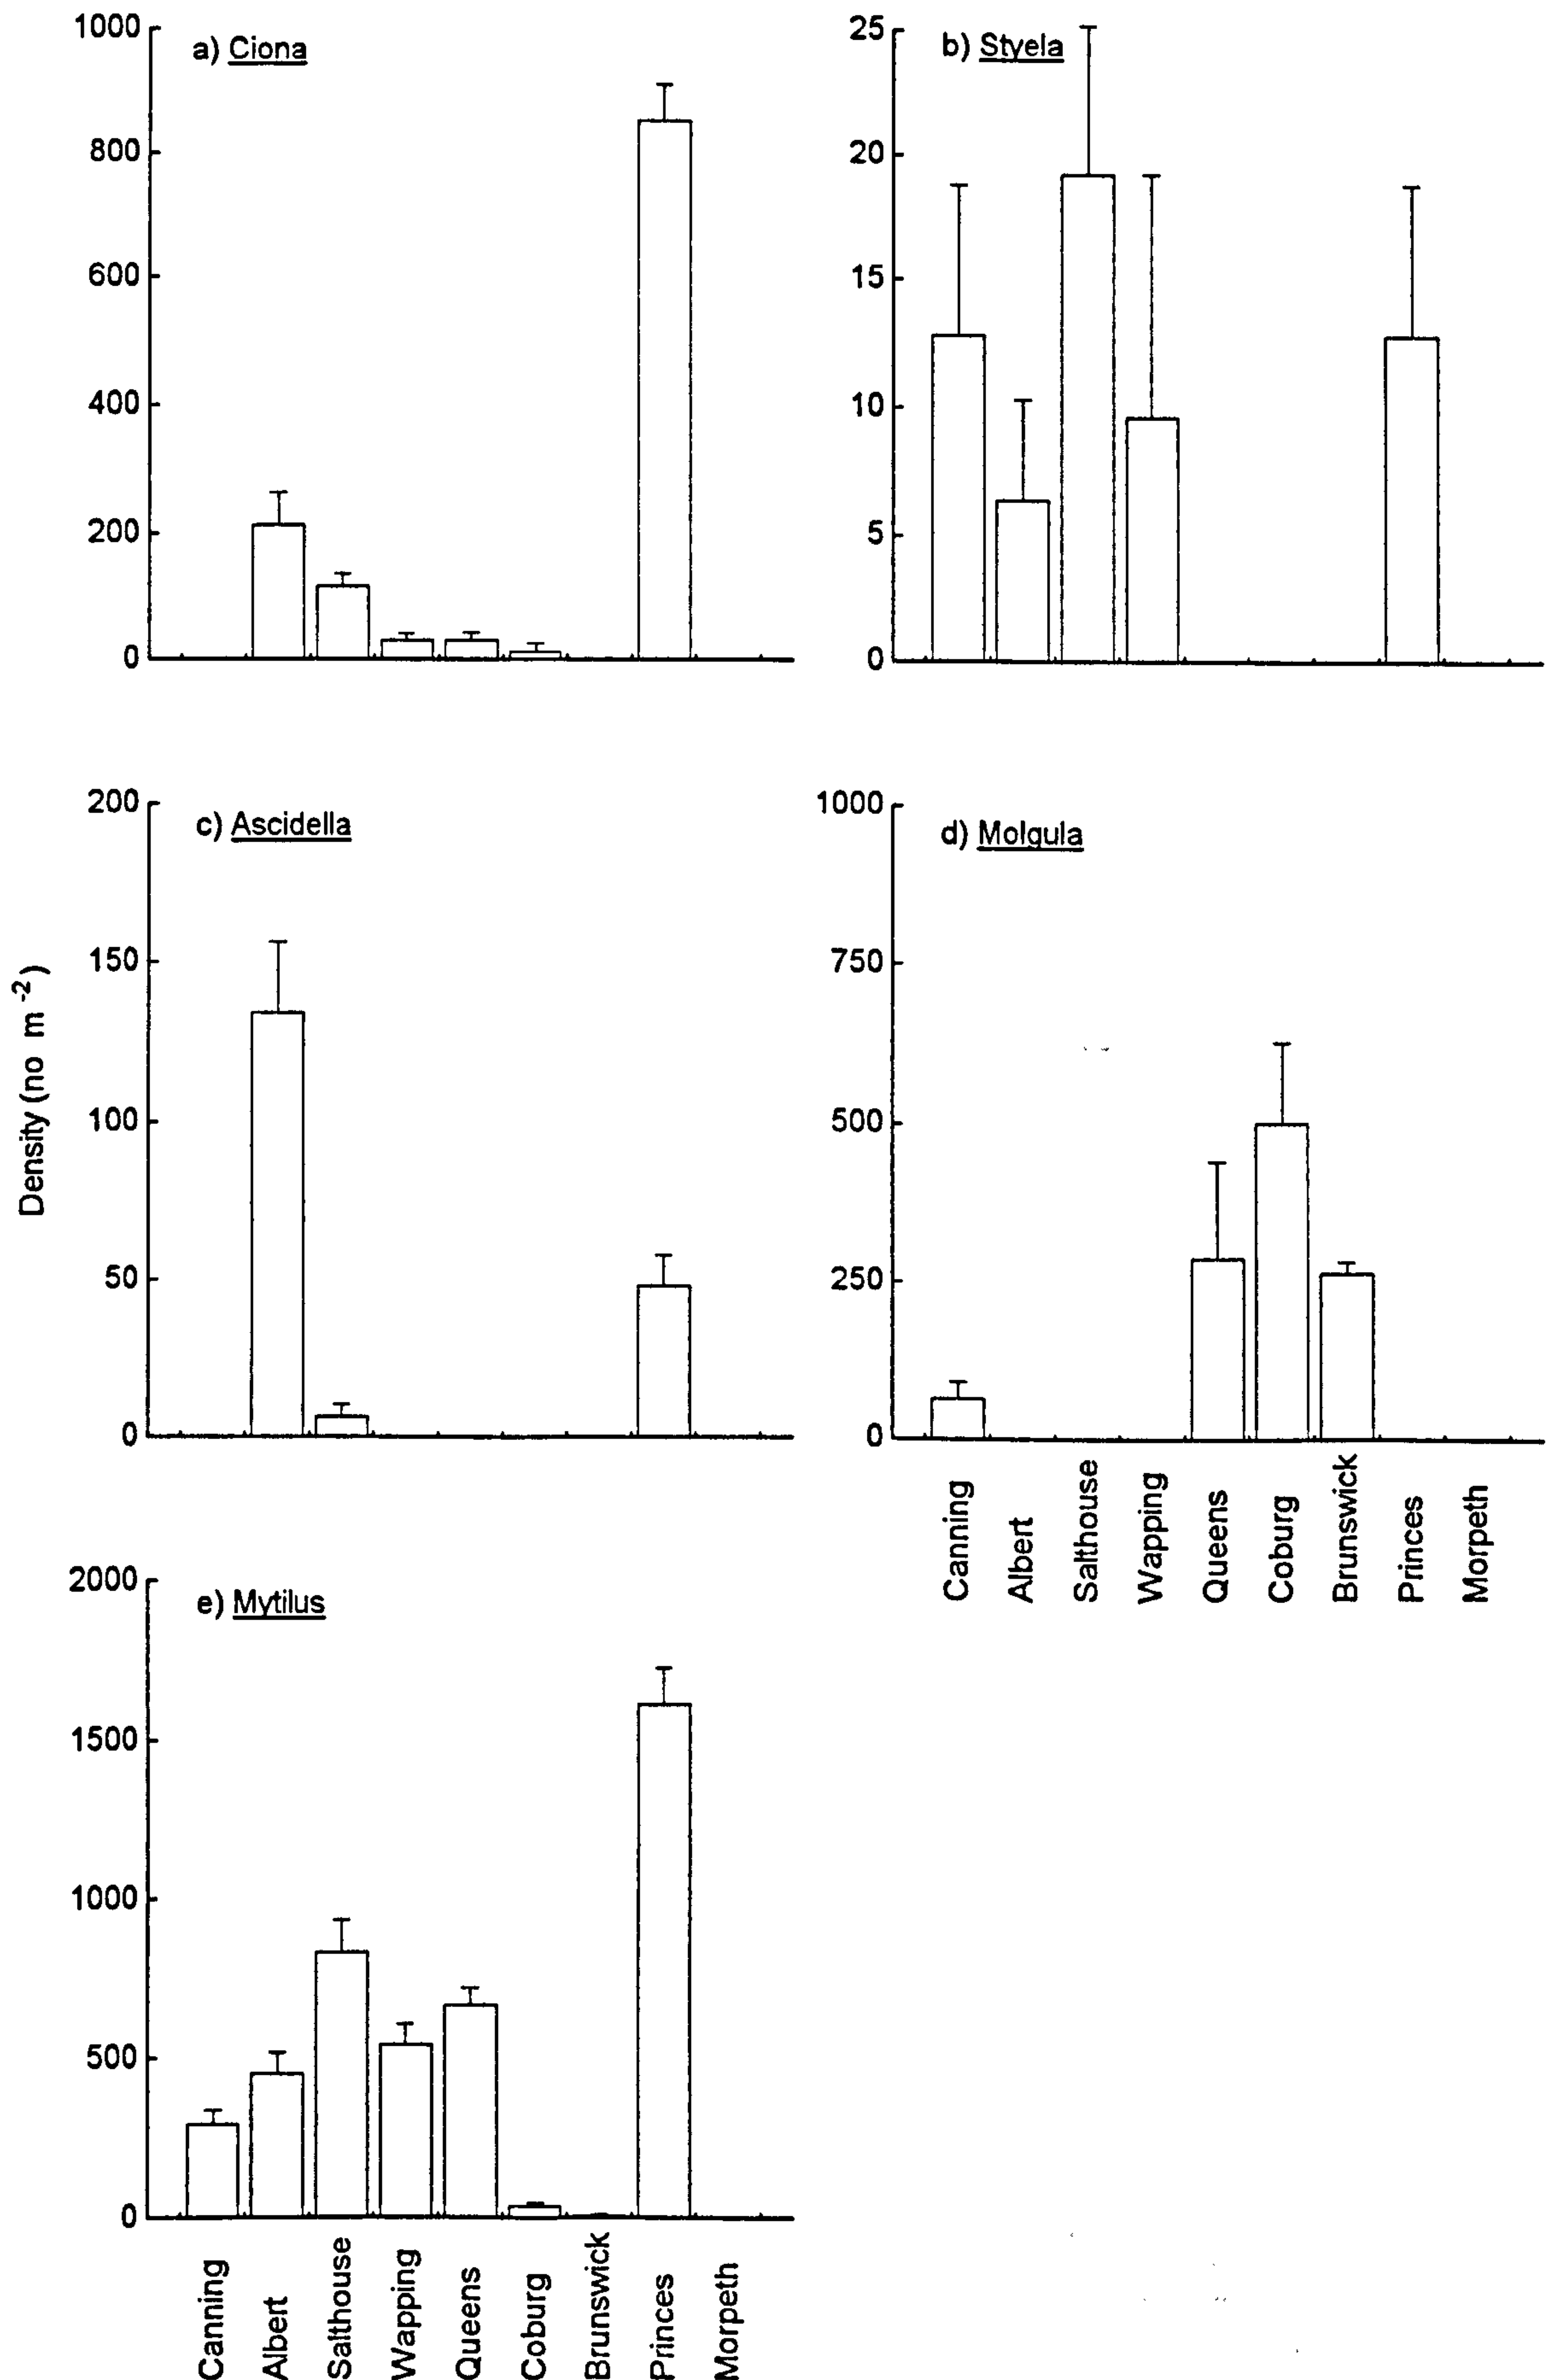 a) Ciona
1000
800
600
400
200
0
b) Styela
25
20
15
10
5
0
Density (no m -2)
c) Ascidella
200
150
100
50
0
d) Molgula
1000
750
500
250
0
Canning
Albert
Salthouse
Wapping
Queens
Coburg
Brunswick
Princes
Morpeth
e) Mytilus
2000
1500
1000
500
0
Canning
Albert
Salthouse
Wapping
Queens
Coburg
Brunswick
Princes
Morpeth